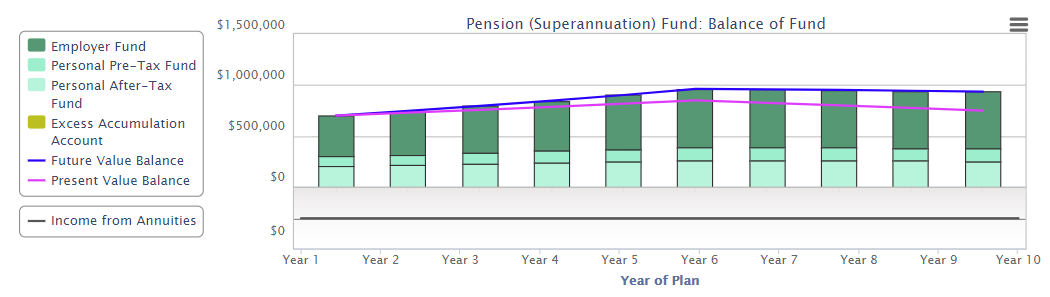 Pension (Superannuation) Fund: Balance of Fund
Employer Fund
Personal Pre-Tax Fund
Personal After-Tax
Fund
Excess Accumulation
Account
Future Value Balance
Present Value Balance
Income from Annuities
$1,500,000
$1,000,000
$500,000
$0
$0
Year 1 Year 2 Year 3 Year 4 Year 5 Year 6 Year 7 Year 8 Year 9 Year 10
Year of Plan